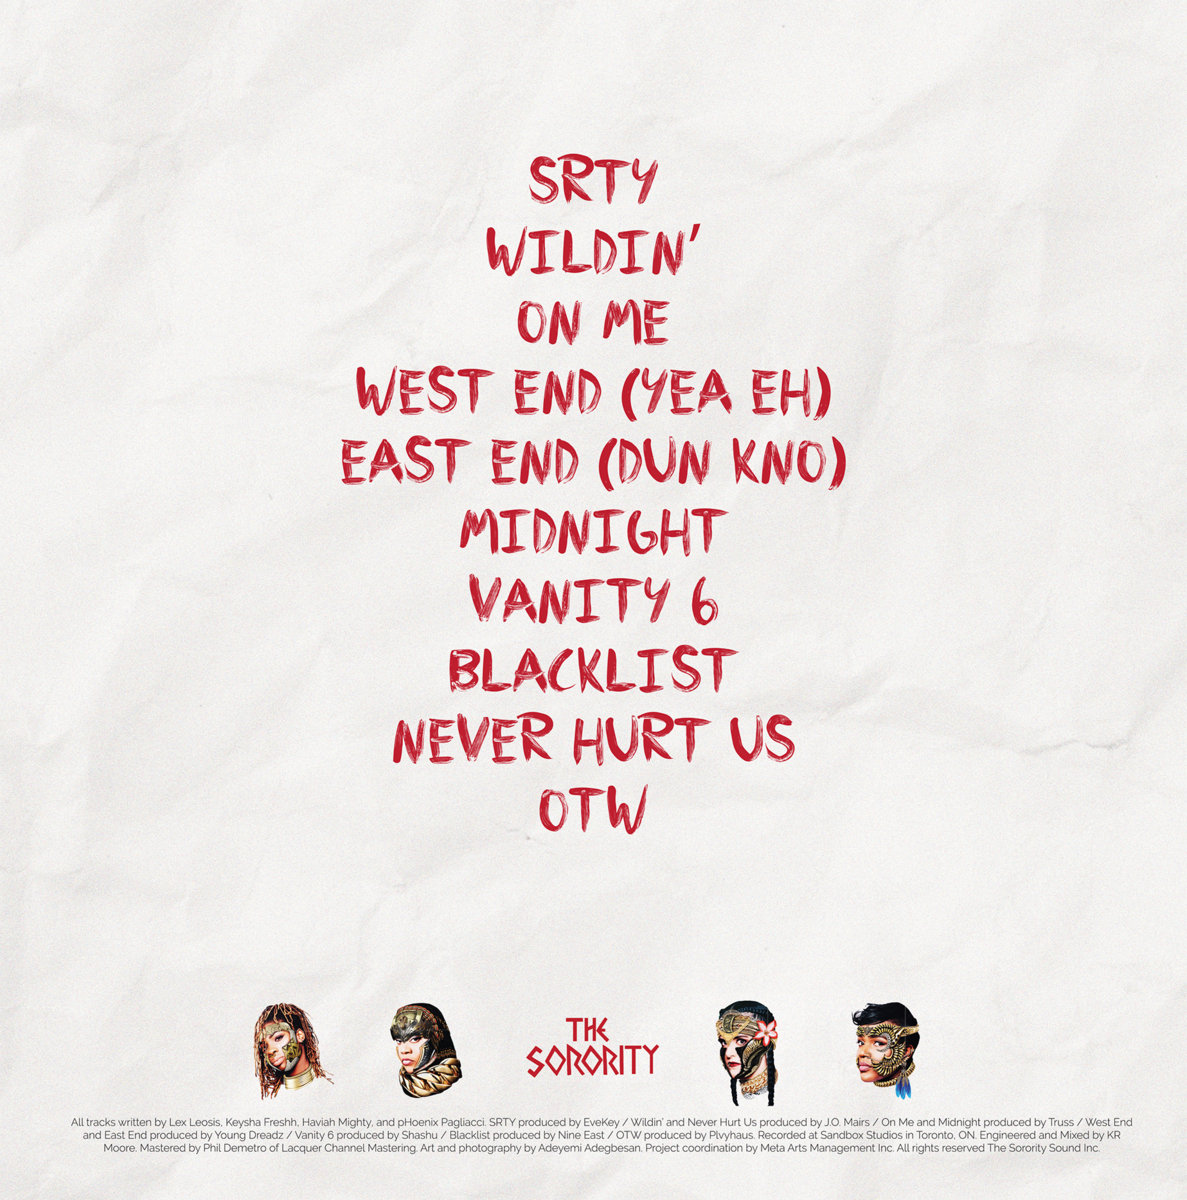 SRTY
WILDIN'
ON ME
WEST END (YEA EH)
EAST END (DUN KNO)
MIDNIGHT
VANITY 6
BLACKLIST
NEVER HURT US
OTW
THE
SORORITY
All tracks written by Lex Leosis, Keysha Freshh, Haviah Mighty, and pHoenix Pagliacci. SRTY produced by EveKey / Wildin' and Never Hurt Us produced by J.O. Mairs / On Me and Midnight produced by Truss / West End
and East End produced by Young Dreadz / Vanity 6 produced by Shashu / Blacklist produced by Nine East / OTW produced by Plvyhaus. Recorded at Sandbox Studios in Toronto, ON. Engineered and Mixed by KR
Moore. Mastered by Phil Demetro of Lacquer Channel Mastering. Art and photography by Adeyemi Adegbesan. Project coordination by Meta Arts Management Inc. All rights reserved The Sorority Sound Inc.